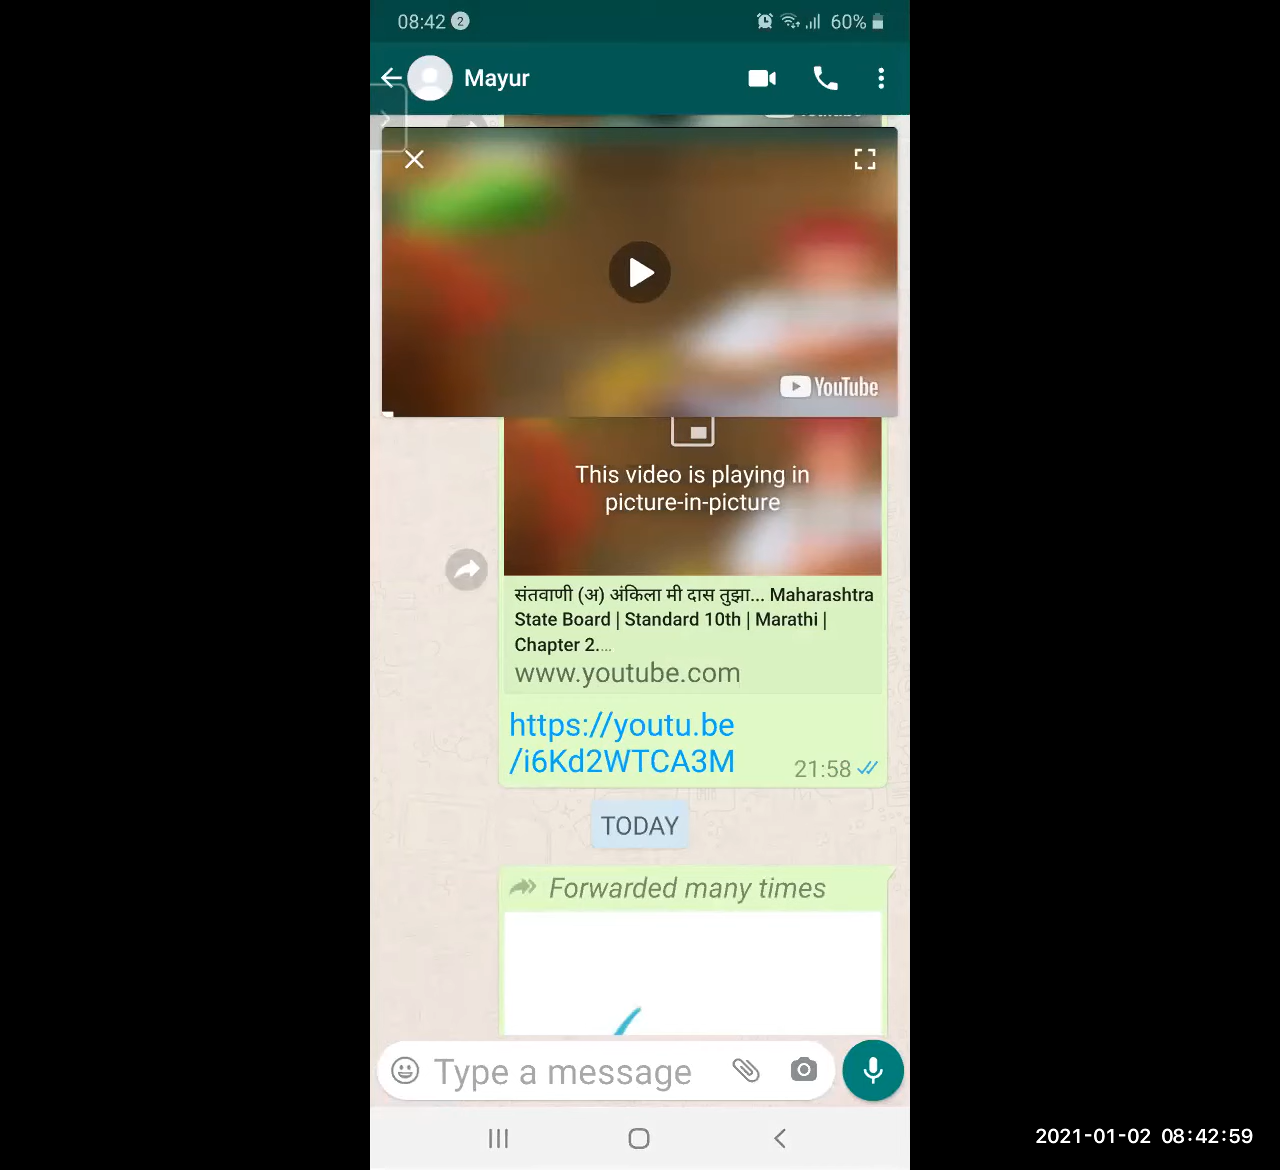 08:42 2 60%
Mayur
YouTube
This video is playing in
picture-in-picture
संतवाणी (अ) अंकिला मी दास तुझा... Maharashtra
State Board | Standard 10th | Marathi |
Chapter 2....
www.youtube.com
https://youtu.be
/i6Kd2WTCA3M
21:58
TODAY
Forwarded many times
Type a message
2021-01-02 08:42:59